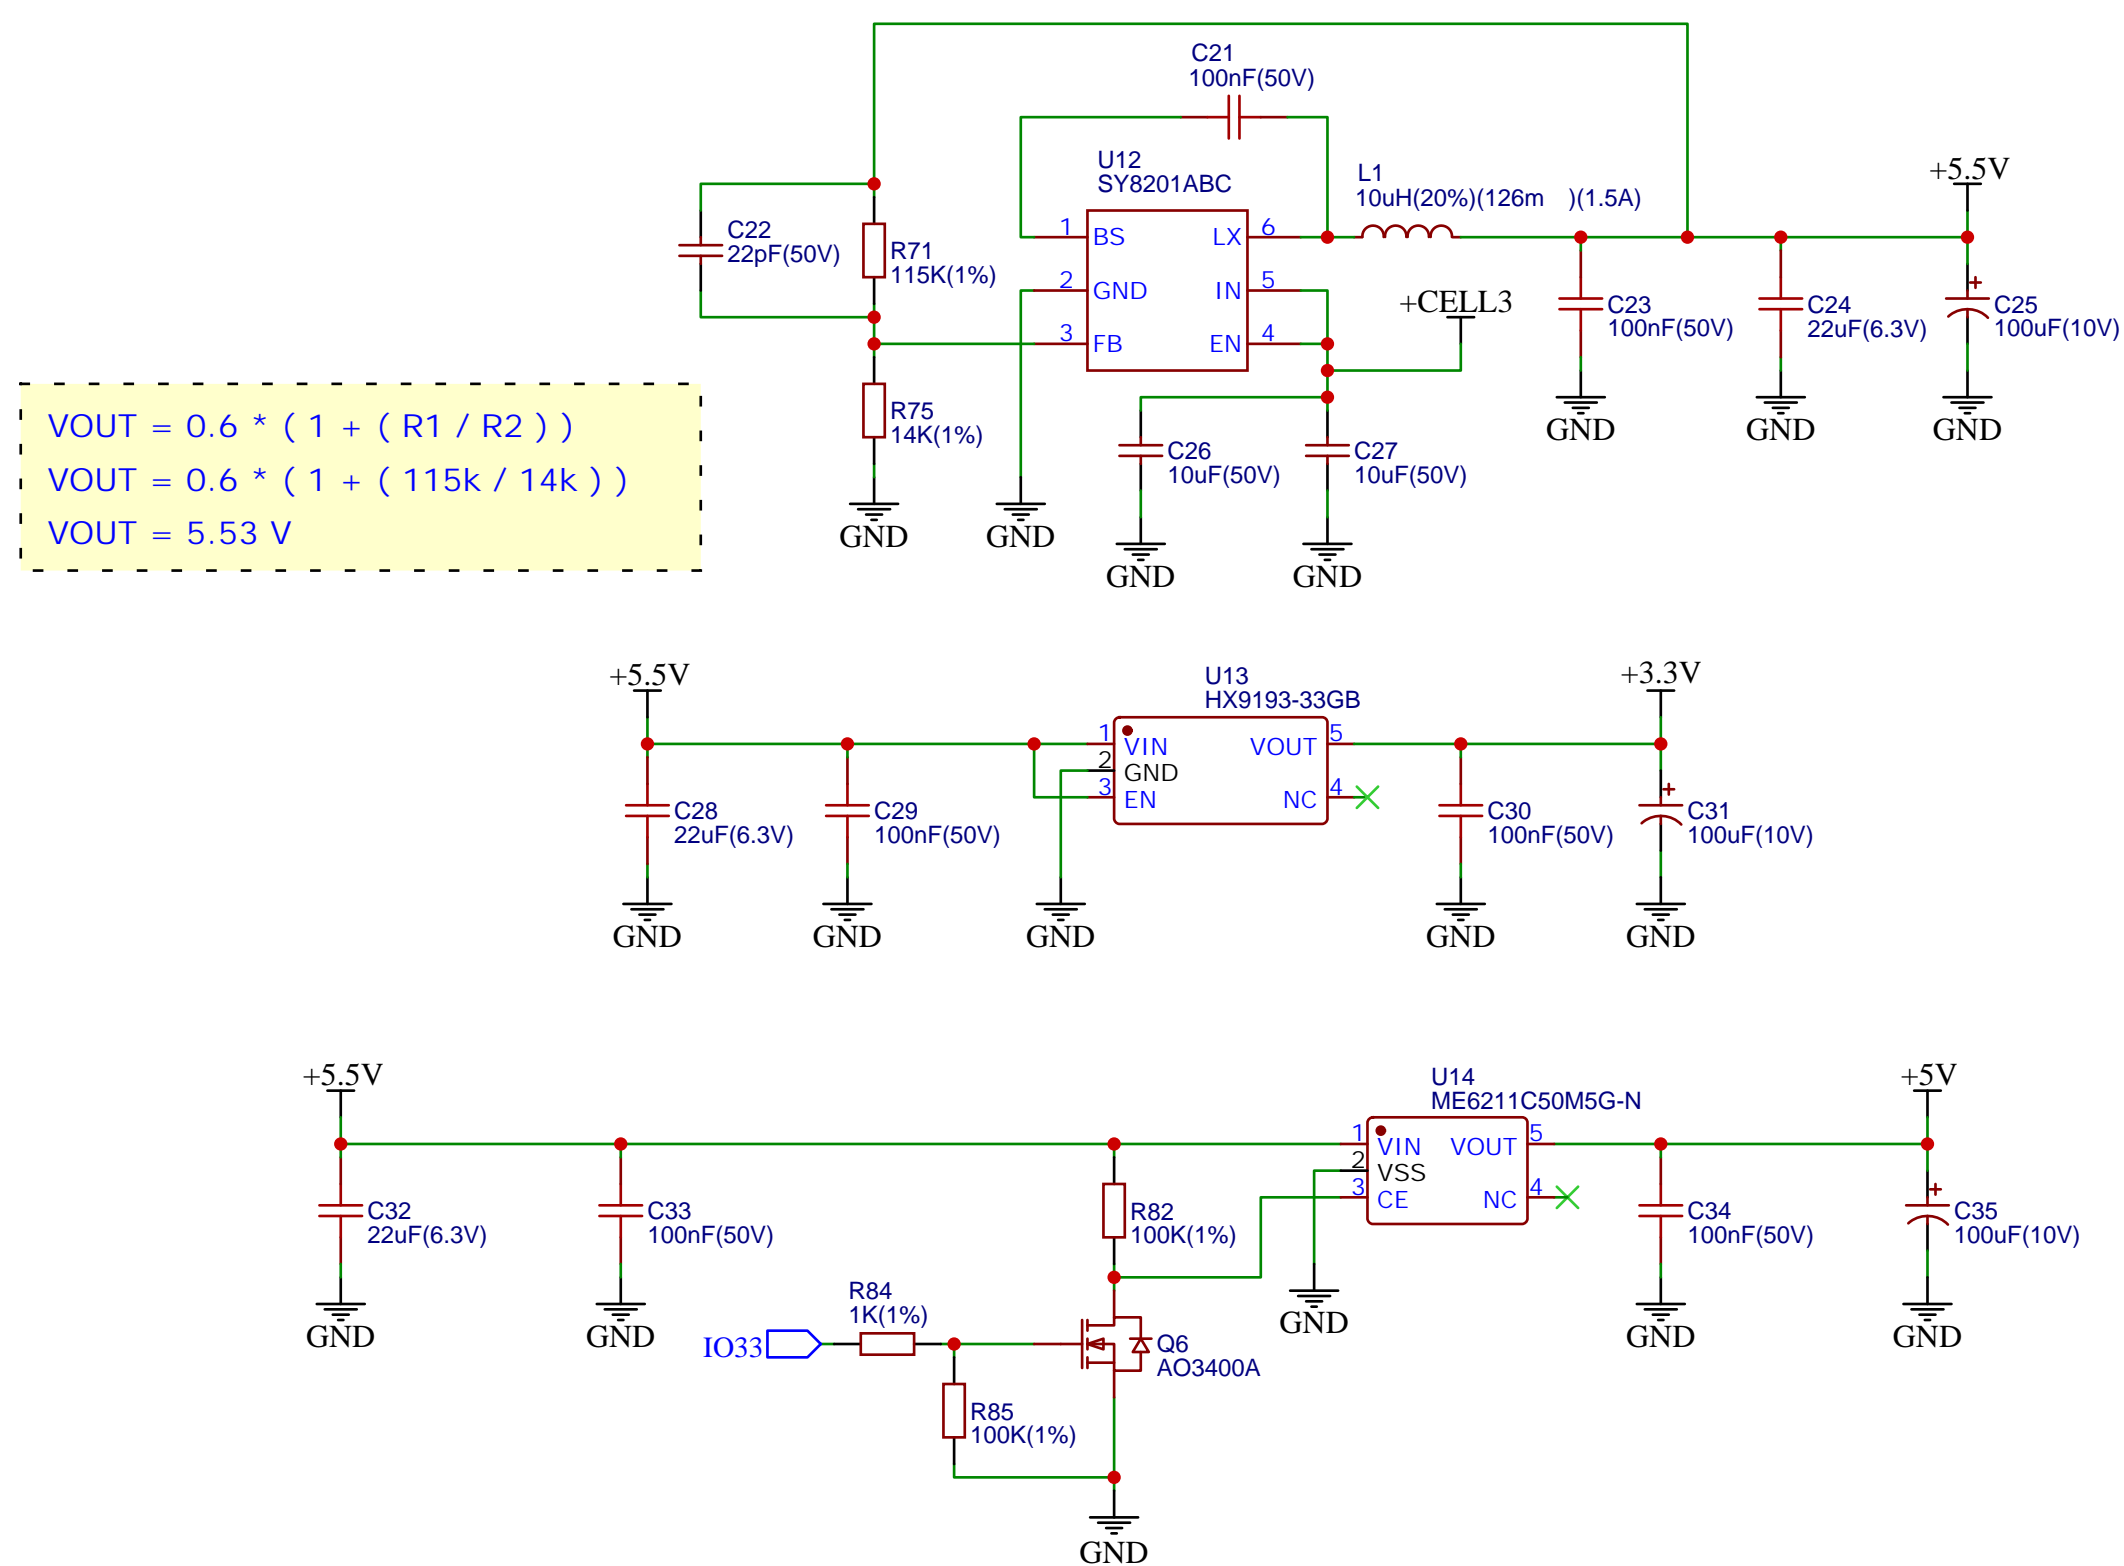 C21
100nF(50V)
U12
SY8201ABC
1
BS
LX
6
2
GND
IN
5
3
FB
EN
4
L1
10uH(20%)(126m )(1.5A)
+5.5V
C22
22pF(50V)
R71
115K(1%)
+CELL3
C23
100nF(50V)
C24
22uF(6.3V)
C25
100uF(10V)
R75
14K(1%)
C26
10uF(50V)
C27
10uF(50V)
GND
GND
GND
GND
GND
GND
GND
VOUT = 0.6 * ( 1 + ( R1 / R2 ) )
VOUT = 0.6 * ( 1 + ( 115k / 14k ) )
VOUT = 5.53 V
+5.5V
U13
HX9193-33GB
+3.3V
1
VIN
VOUT
5
2
GND
3
EN
NC
4
C28
22uF(6.3V)
C29
100nF(50V)
C30
100nF(50V)
C31
100uF(10V)
GND
GND
GND
GND
GND
+5.5V
U14
ME6211C50M5G-N
+5V
1
VIN
VOUT
5
2
VSS
3
CE
NC
4
C32
22uF(6.3V)
C33
100nF(50V)
R82
100K(1%)
C34
100nF(50V)
C35
100uF(10V)
GND
GND
GND
GND
GND
R84
1K(1%)
IO33
Q6
AO3400A
R85
100K(1%)
GND